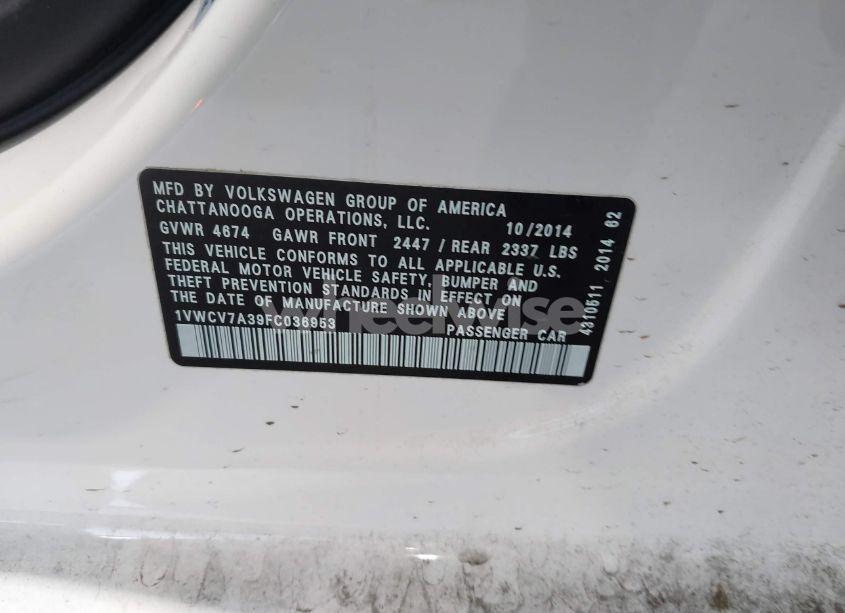 MFD BY VOLKSWAGEN GROUP OF AMERICA
CHATTANOOGA OPERATIONS, LLC. 10/2014
GVWR 4674 GAWR FRONT 2447 / REAR 2337 LBS
THIS VEHICLE CONFORMS TO ALL APPLICABLE U.S.
FEDERAL MOTOR VEHICLE SAFETY, BUMPER AND
THEFT PREVENTION STANDARDS IN EFFECT ON
THE DATE OF MANUFACTURE SHOWN ABOVE
1VWCV7A39FC036953 PASSENGER CAR
4310511 2014 62
wheelwise